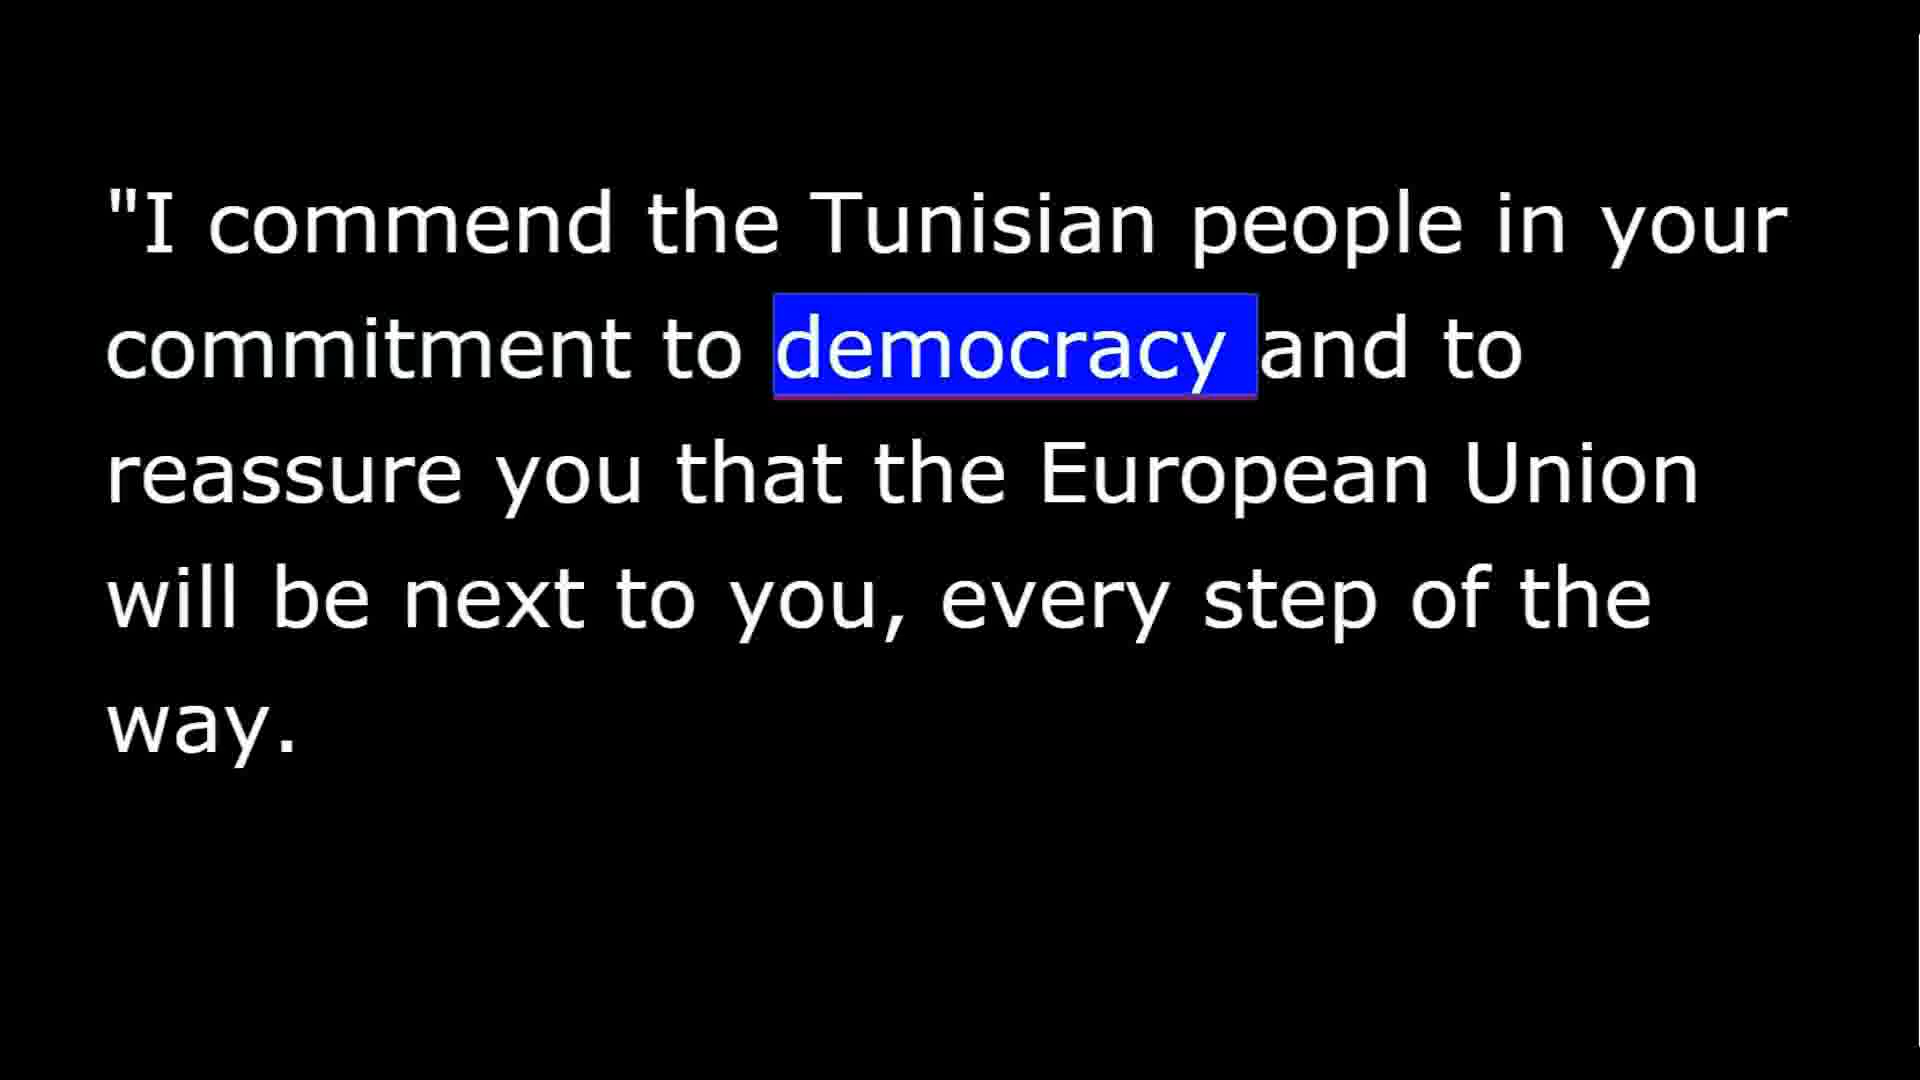 "I commend the Tunisian people in your
commitment to democracy and to
reassure you that the European Union
will be next to you, every step of the
way.